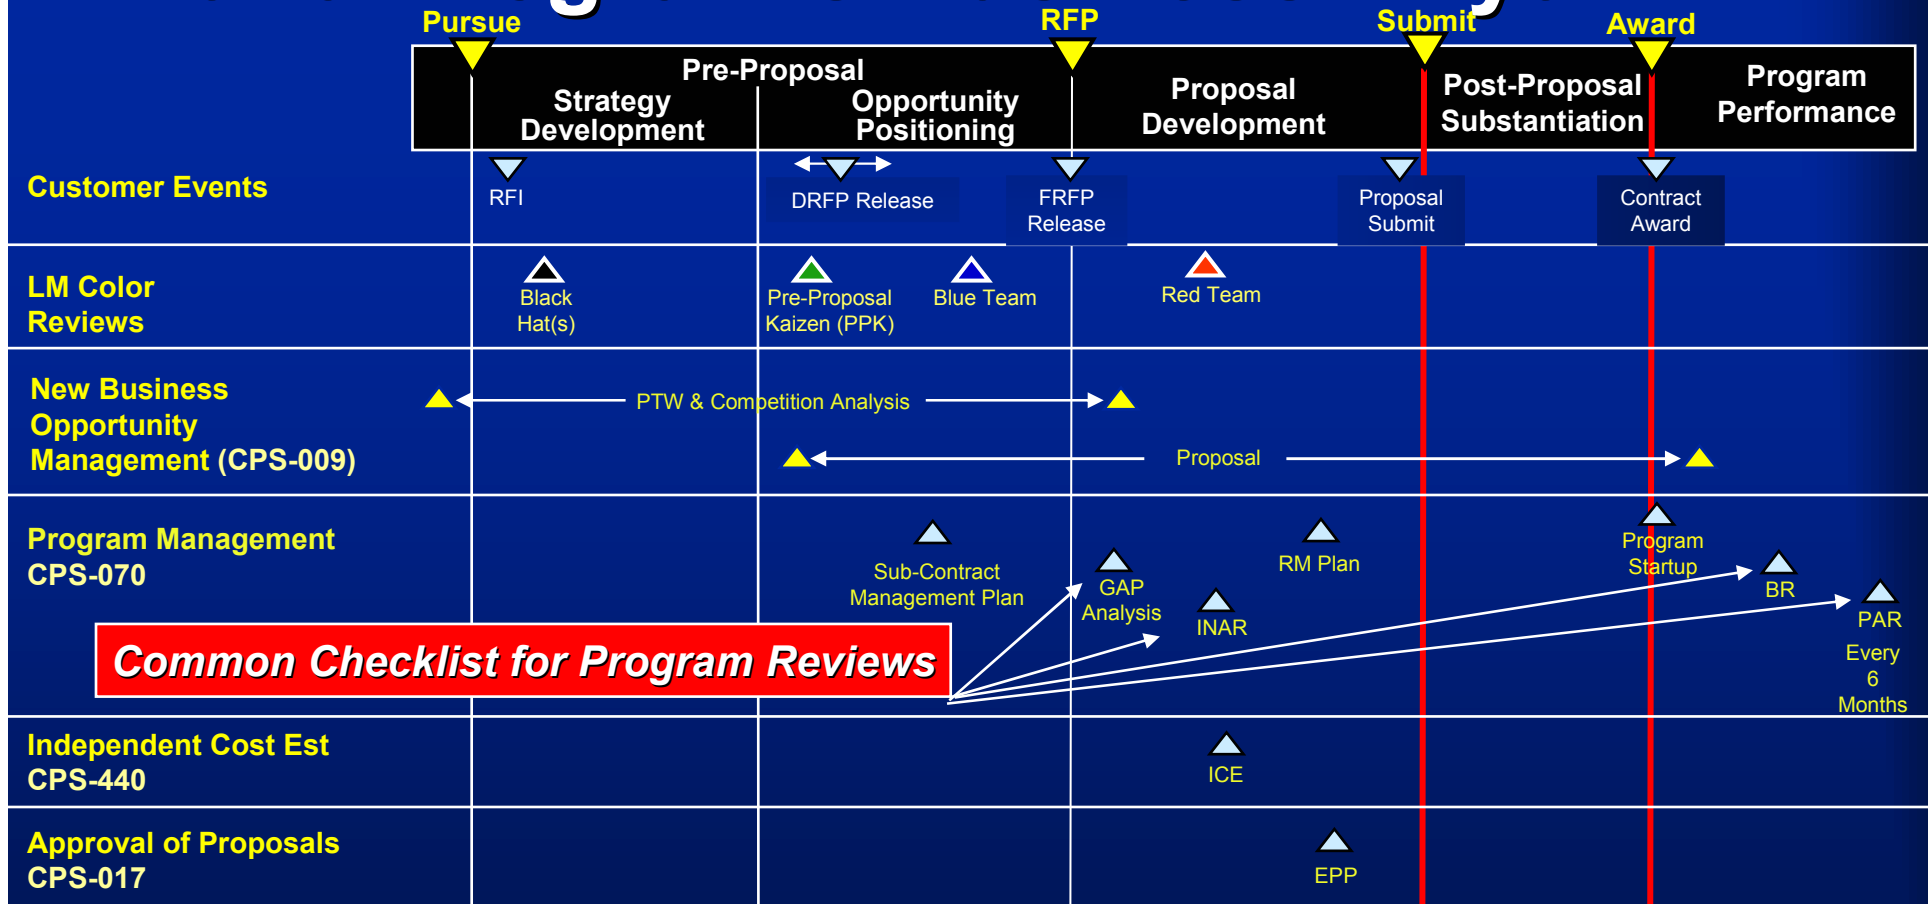 Pursue
RFP
Submit
Award
Pre-Proposal
Strategy
Development
Opportunity
Positioning
Proposal
Development
Post-Proposal
Substantiation
Program
Performance
Customer Events
RFI
DRFP Release
FRFP
Release
Proposal
Submit
Contract
Award
LM Color
Reviews
Black
Hat(s)
Pre-Proposal
Kaizen (PPK)
Blue Team
Red Team
New Business
Opportunity
Management (CPS-009)
PTW & Competition Analysis
Proposal
Program Management
CPS-070
Sub-Contract
Management Plan
GAP
Analysis
INAR
RM Plan
Program
Startup
BR
PAR
Every
6
Months
Common Checklist for Program Reviews
Independent Cost Est
CPS-440
ICE
Approval of Proposals
CPS-017
EPP